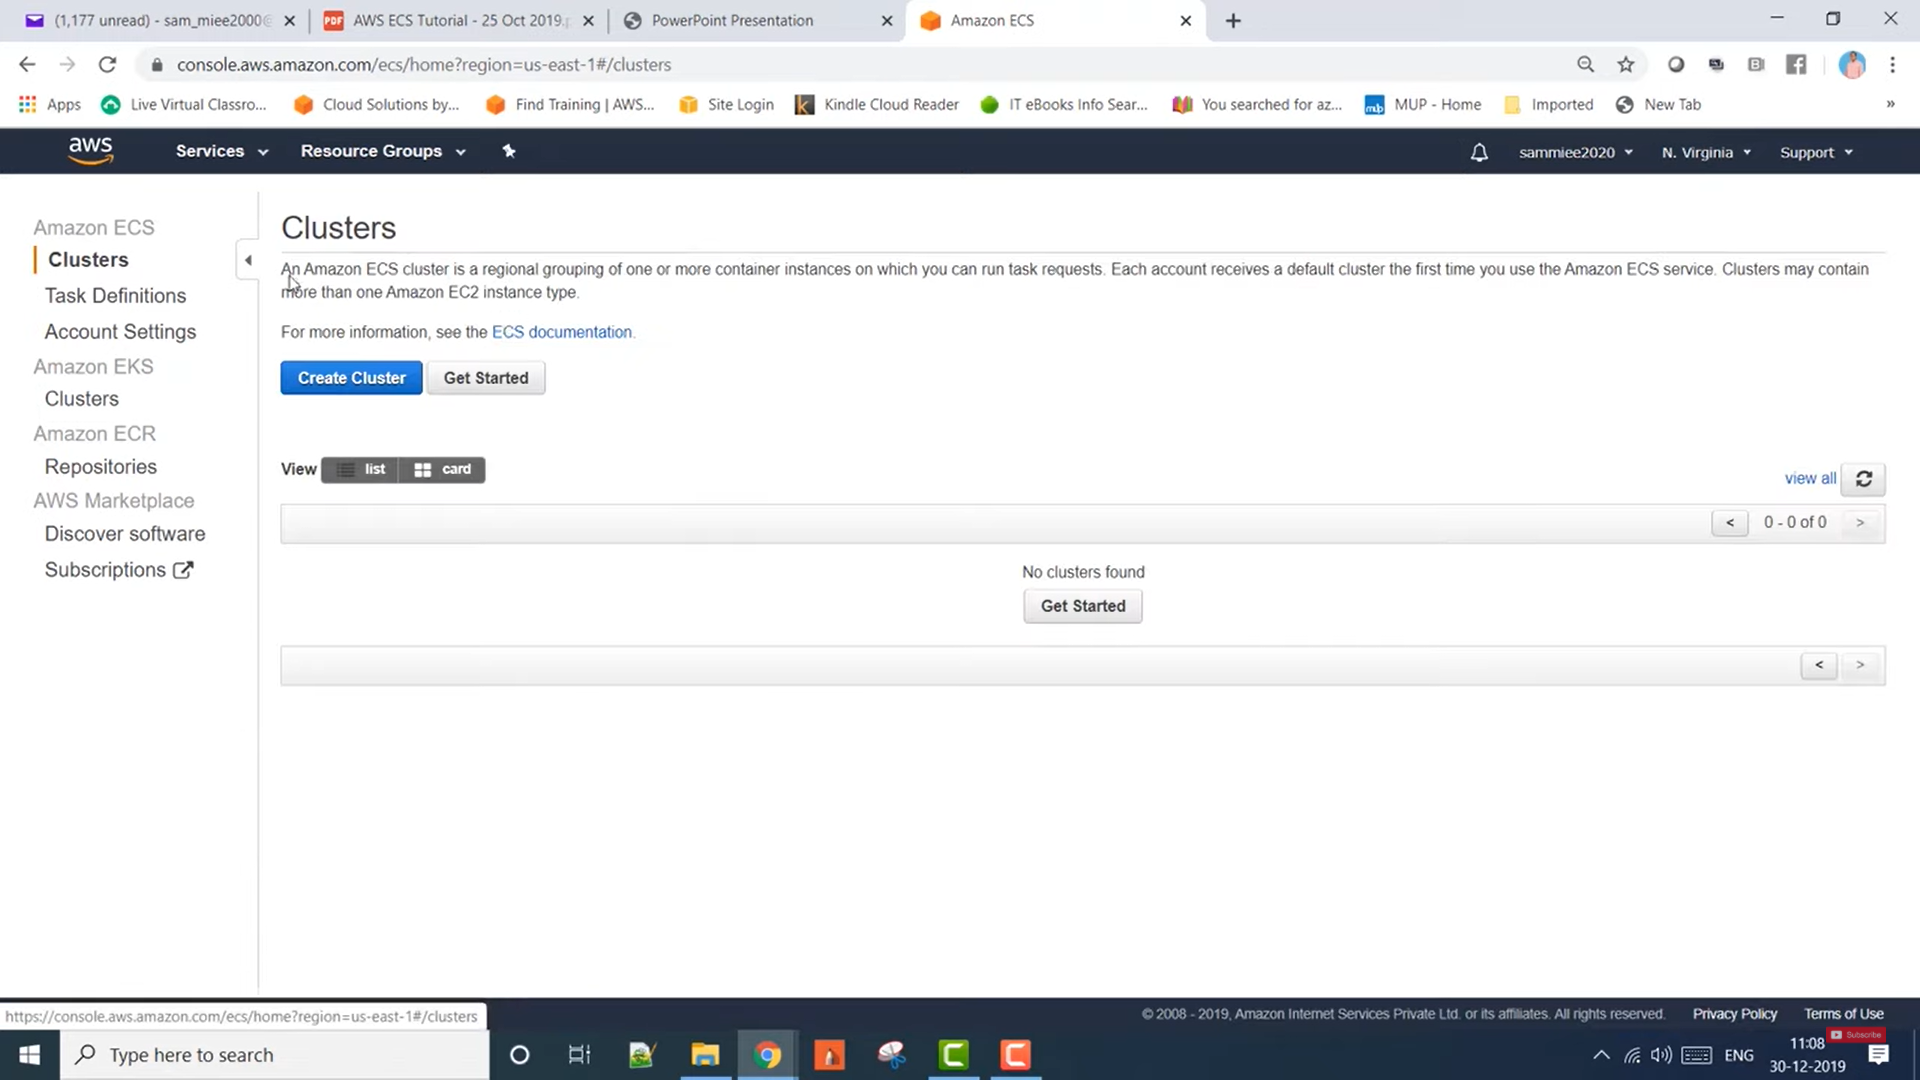 (1,177 unread) - sam_miee2000@
PDF AWS ECS Tutorial - 25 Oct 2019.p
PowerPoint Presentation
Amazon ECS
console.aws.amazon.com/ecs/home?region=us-east-1#/clusters
Apps
Live Virtual Classro...
Cloud Solutions by...
Find Training | AWS...
Site Login
Kindle Cloud Reader
IT eBooks Info Sear...
You searched for az...
mub MUP - Home
Imported
New Tab
»
aws
Services
Resource Groups
sammiee2020
N. Virginia
Support
Amazon ECS
Clusters
Task Definitions
Account Settings
Amazon EKS
Clusters
Amazon ECR
Repositories
AWS Marketplace
Discover software
Subscriptions
Clusters
An Amazon ECS cluster is a regional grouping of one or more container instances on which you can run task requests. Each account receives a default cluster the first time you use the Amazon ECS service. Clusters may contain
more than one Amazon EC2 instance type.
For more information, see the ECS documentation.
Create Cluster
Get Started
View list card
view all
< 0 - 0 of 0 >
No clusters found
Get Started
< >
https://console.aws.amazon.com/ecs/home?region=us-east-1#/clusters
© 2008 - 2019, Amazon Internet Services Private Ltd. or its affiliates. All rights reserved.
Privacy Policy
Terms of Use
Subscribe
Type here to search
ENG
11:08
30-12-2019